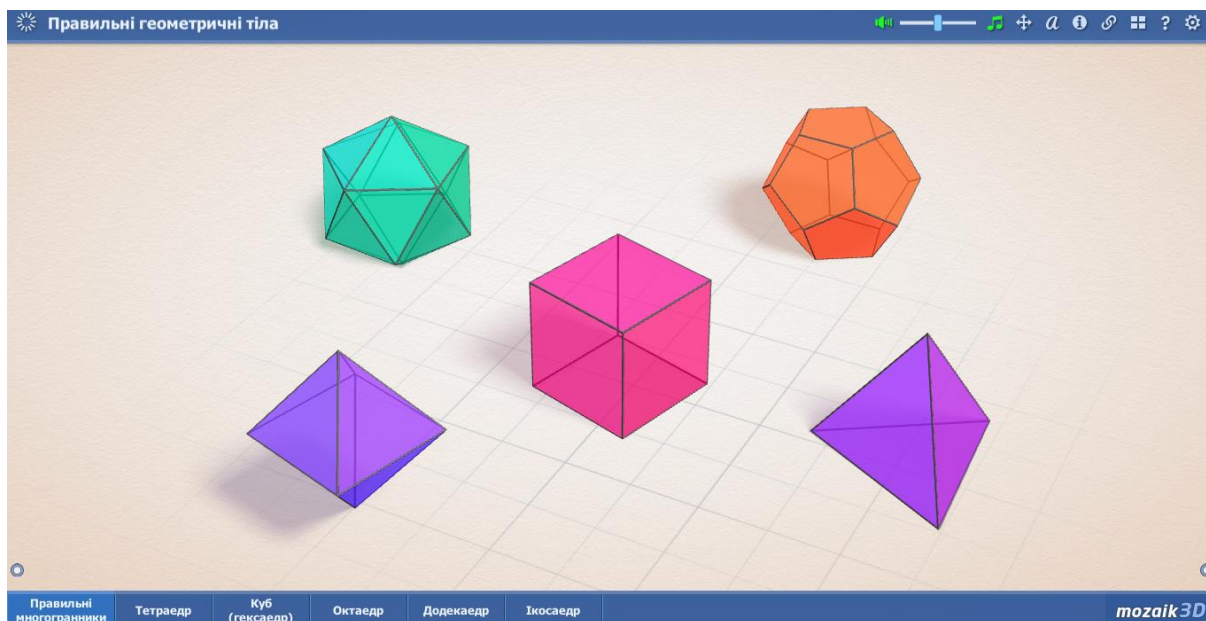 Правильні геометричні тіла
Правильні
многогранники
Тетраедр
Куб
(гексаедр)
Октаедр
Додекаедр
Ікосаедр
mozaik3D